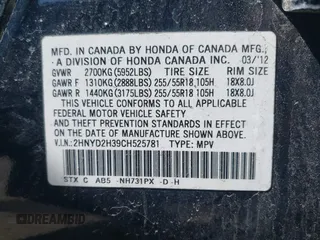 MFD. IN CANADA BY HONDA OF CANADA MFG.,
A DIVISION OF HONDA CANADA INC. 03/'12
GVWR 2700KG(5952LBS) TIRE SIZE RIM SIZE
GAWR F 1310KG(2888LBS) 255/55R18 105H 18X8.0J
GAWR R 1440KG(3175LBS) 255/55R18 105H 18X8.0J
THIS VEHICLE CONFORMS TO ALL APPLICABLE
FEDERAL MOTOR VEHICLE SAFETY AND THEFT
PREVENTION STANDARDS IN EFFECT ON THE
DATE OF MANUFACTURE SHOWN ABOVE.
V.I.N.:2HNYD2H39CH525781 TYPE: MPV
STX C AB5 -NH731PX -D -H
DREAMBID